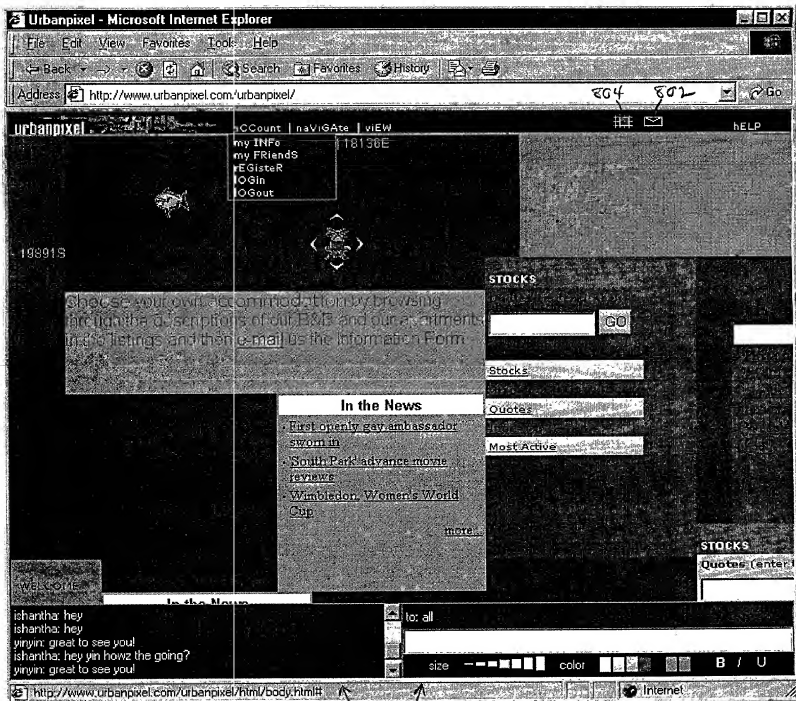 Urbanpixel - Microsoft Internet Explorer
File Edit View Favorites Tools Help
Back Search Favorites History
Address http://www.urbanpixel.com/urbanpixel/ 804 802 Go
urbanpixel cCount | naViGAte | viEW hELP
my INFo 18136E
my FRiendS
rEGisteR
lOGin
lOGout
19891S
STOCKS
Choose your own accommodation by browsing
through the descriptions of our B&B and our apartments GO
in the listings and then e-mail us the Information Form
Stocks
In the News
Quotes
· First openly gay ambassador
sworn in
Most Active
· 'South Park' advance movie
reviews
· Wimbledon, Women's World
Cup
more...
STOCKS
Quotes (enter
WELCOME
In the News
ishantha: hey to: all
ishantha: hey
yinyin: great to see you!
ishantha: hey yin howz the going?
yinyin: great to see you! size color B I U
http://www.urbanpixel.com/urbanpixel/html/body.html# Internet